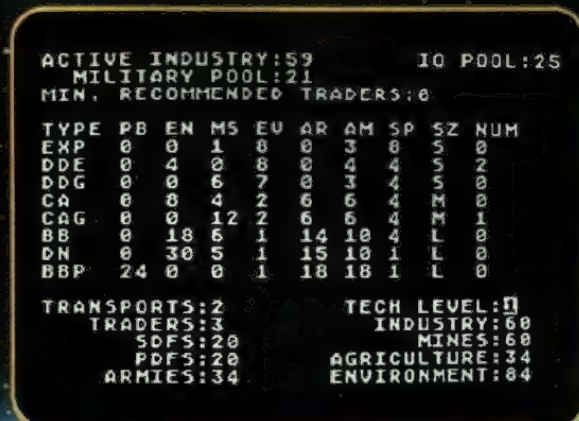 ACTIVE INDUSTRY:59 IO POOL:25
MILITARY POOL:21
MIN. RECOMMENDED TRADERS:0
TYPE PB EN MS EV AR AM SP SZ NUM
EXP 0 0 1 8 0 3 8 S 0
DDE 0 4 0 8 0 4 4 S 2
DDG 0 0 6 7 0 3 4 S 0
CA 0 8 4 2 6 6 4 M 0
CAG 0 0 12 2 6 6 4 M 1
BB 0 18 6 1 14 10 4 L 0
DN 0 30 5 1 15 10 1 L 0
BBP 24 0 0 1 18 18 1 L 0
TRANSPORTS:2 TECH LEVEL:1
TRADERS:3 INDUSTRY:60
SDFS:20 MINES:60
PDFS:20 AGRICULTURE:34
ARMIES:34 ENVIRONMENT:84